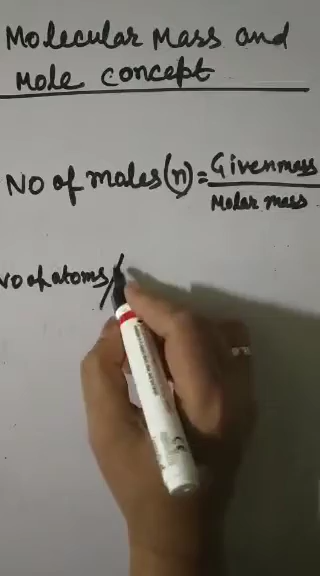 Molecular Mass and
Mole concept
No of moles (n) = Given mass
Molar mass
No of atoms/